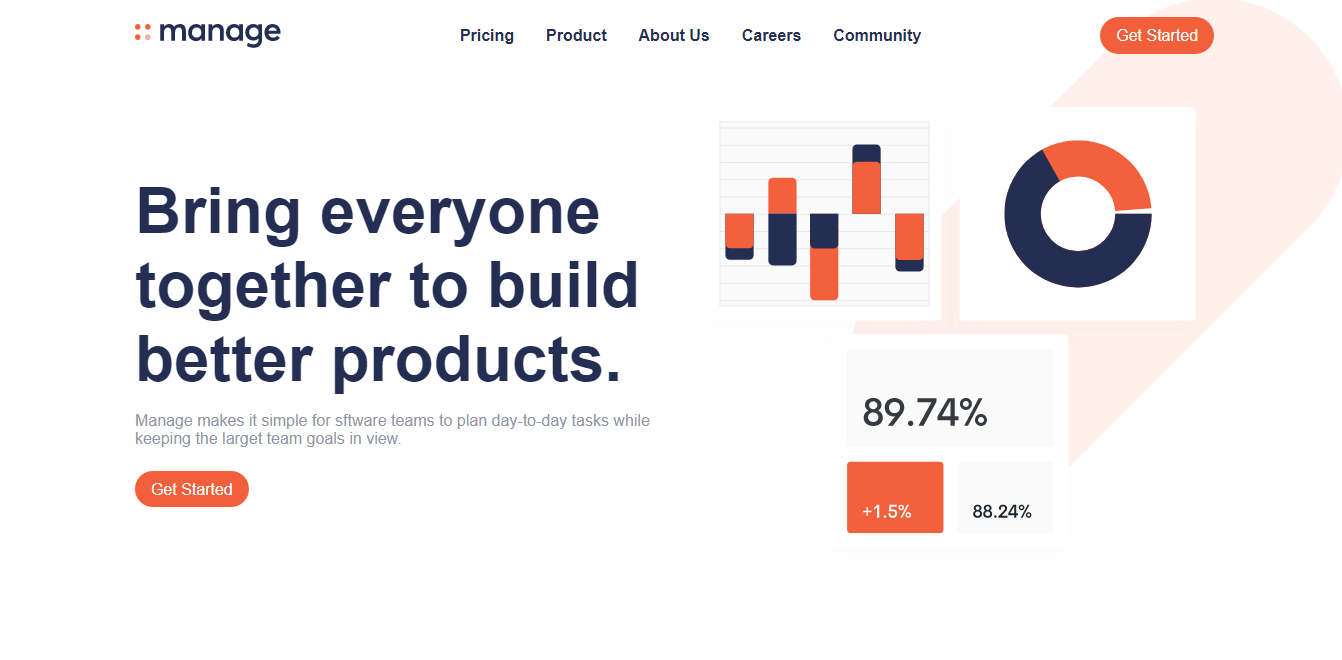 manage
Pricing Product About Us Careers Community
Get Started
Bring everyone
together to build
better products.
Manage makes it simple for sftware teams to plan day-to-day tasks while
keeping the larget team goals in view.
Get Started
89.74%
+1.5%
88.24%